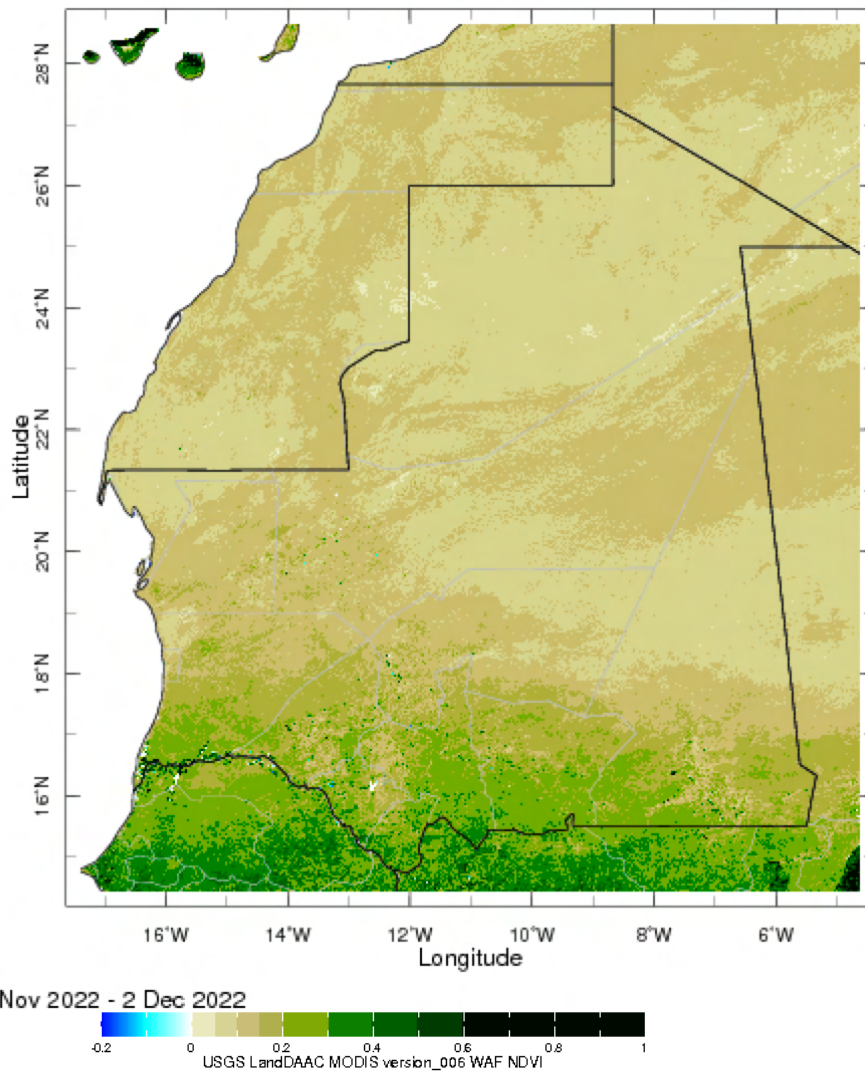 28°N
26°N
24°N
22°N
20°N
18°N
16°N
Latitude
16°W 14°W 12°W 10°W 8°W 6°W
Longitude
Nov 2022 - 2 Dec 2022
-0.2 0 0.2 0.4 0.6 0.8 1
USGS LandDAAC MODIS version_006 WAF NDVI